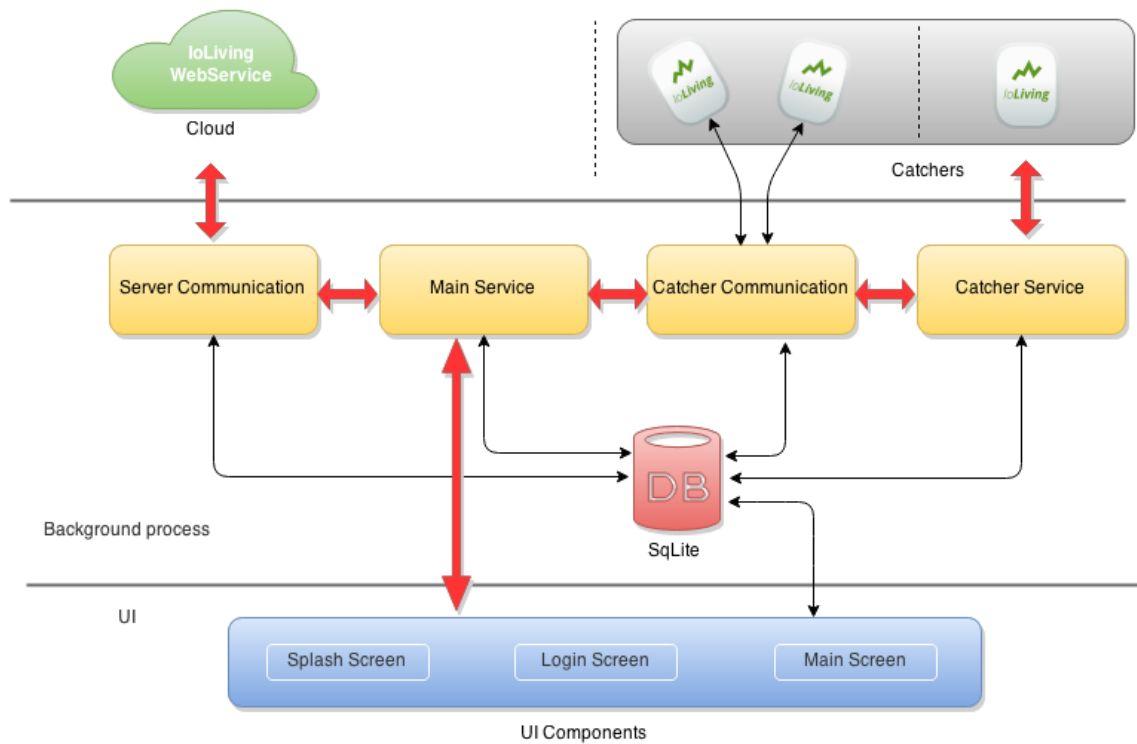 IoLiving
WebService
Cloud
IoLiving
IoLiving
IoLiving
Catchers
Server Communication
Main Service
Catcher Communication
Catcher Service
DB
SqLite
Background process
UI
Splash Screen
Login Screen
Main Screen
UI Components